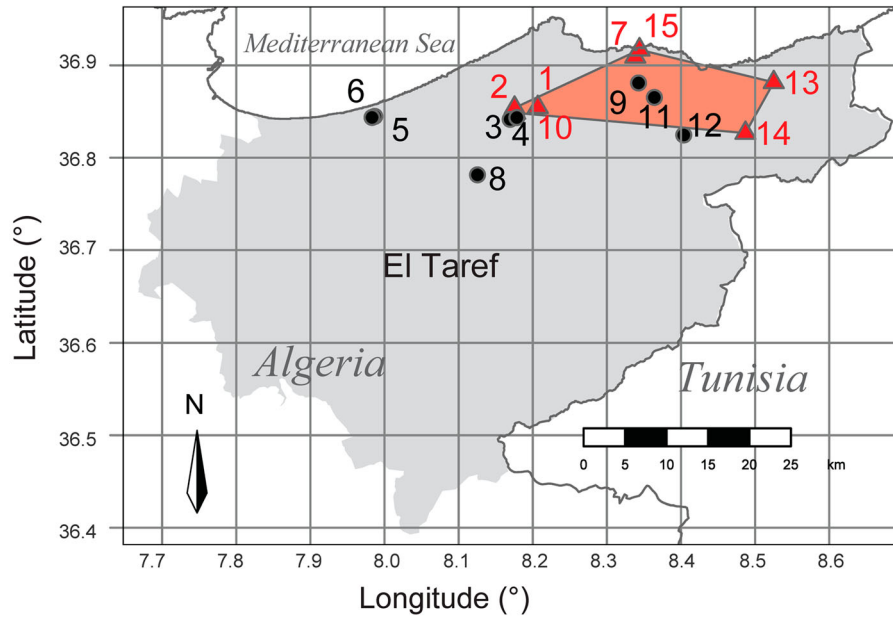 7 15
Mediterranean Sea
36.9
13
6
2 1
9
5
3 4 10 11 12 14
36.8
8
36.7
El Taref
Latitude (°)
36.6
Algeria
Tunisia
N
36.5
0 5 10 15 20 25 km
36.4
7.7 7.8 7.9 8.0 8.1 8.2 8.3 8.4 8.5 8.6
Longitude (°)